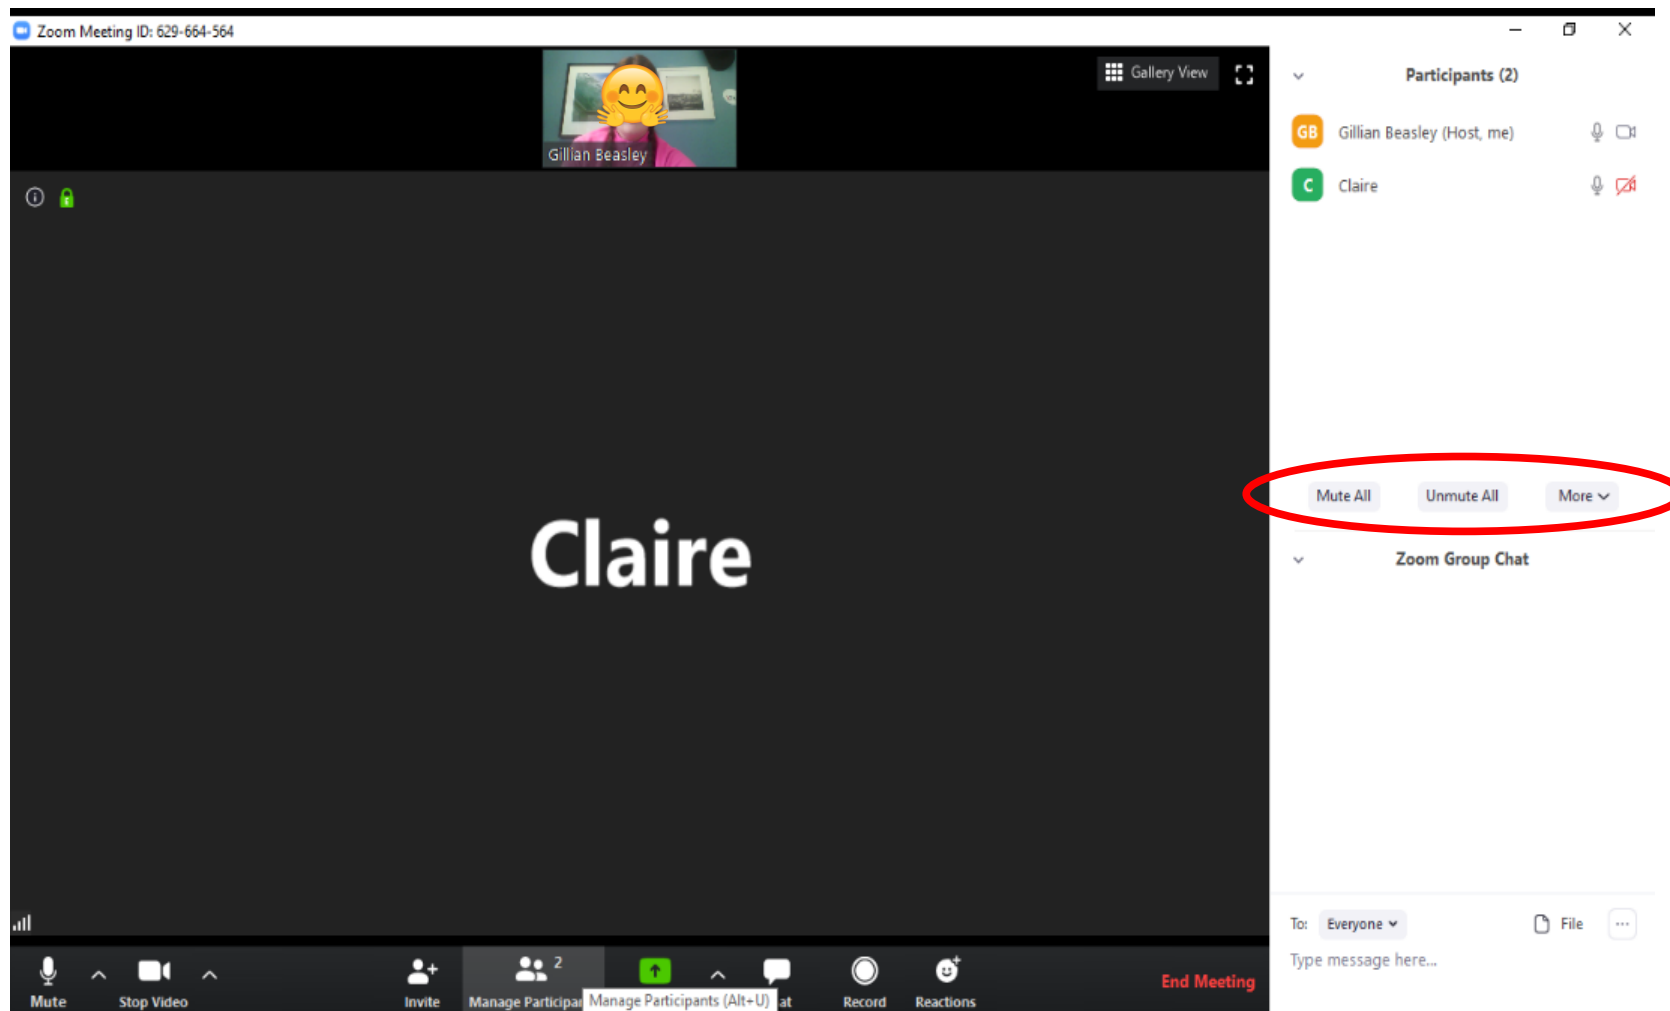 Zoom Meeting ID: 629-664-564
Gillian Beasley
Gallery View
Participants (2)
GB Gillian Beasley (Host, me)
C Claire
Claire
Mute All Unmute All More
Zoom Group Chat
To: Everyone File ...
Type message here...
2
Mute Stop Video Invite Manage Participan Manage Participants (Alt+U) at Record Reactions End Meeting